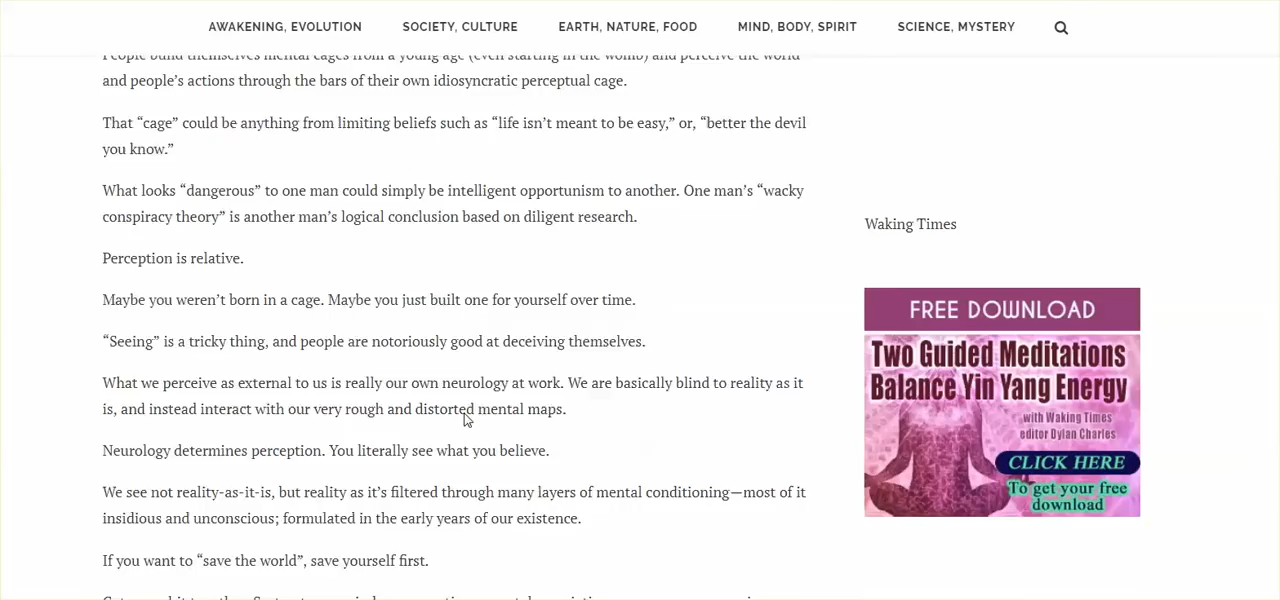 AWAKENING, EVOLUTION SOCIETY, CULTURE EARTH, NATURE, FOOD MIND, BODY, SPIRIT SCIENCE, MYSTERY
People build themselves mental cages from a young age (even starting in the womb) and perceive the world
and people’s actions through the bars of their own idiosyncratic perceptual cage.
That “cage” could be anything from limiting beliefs such as “life isn’t meant to be easy,” or, “better the devil
you know.”
What looks “dangerous” to one man could simply be intelligent opportunism to another. One man’s “wacky
conspiracy theory” is another man’s logical conclusion based on diligent research.
Perception is relative.
Maybe you weren’t born in a cage. Maybe you just built one for yourself over time.
“Seeing” is a tricky thing, and people are notoriously good at deceiving themselves.
What we perceive as external to us is really our own neurology at work. We are basically blind to reality as it
is, and instead interact with our very rough and distorted mental maps.
Neurology determines perception. You literally see what you believe.
We see not reality-as-it-is, but reality as it’s filtered through many layers of mental conditioning—most of it
insidious and unconscious; formulated in the early years of our existence.
If you want to “save the world”, save yourself first.
Waking Times
FREE DOWNLOAD
Two Guided Meditations
Balance Yin Yang Energy
with Waking Times
editor Dylan Charles
CLICK HERE
To get your free
download